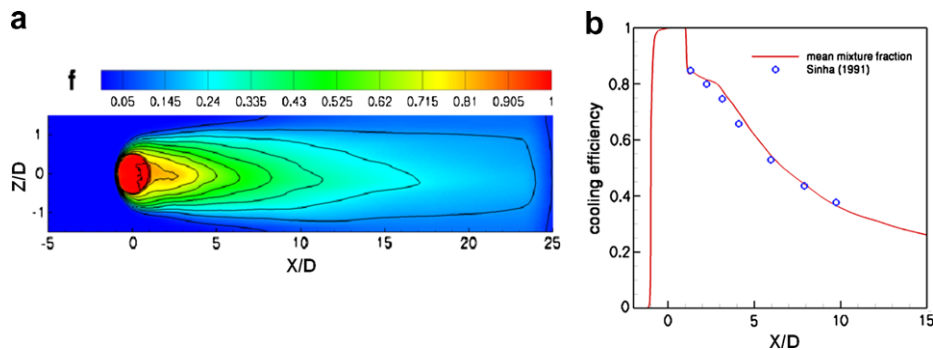 a
f
0.05 0.145 0.24 0.335 0.43 0.525 0.62 0.715 0.81 0.905 1
Z/D
1
0
-1
-5 0 5 10 15 20 25
X/D
b
cooling efficiency
1
0.8
0.6
0.4
0.2
0
mean mixture fraction
Sinha (1991)
0 5 10 15
X/D